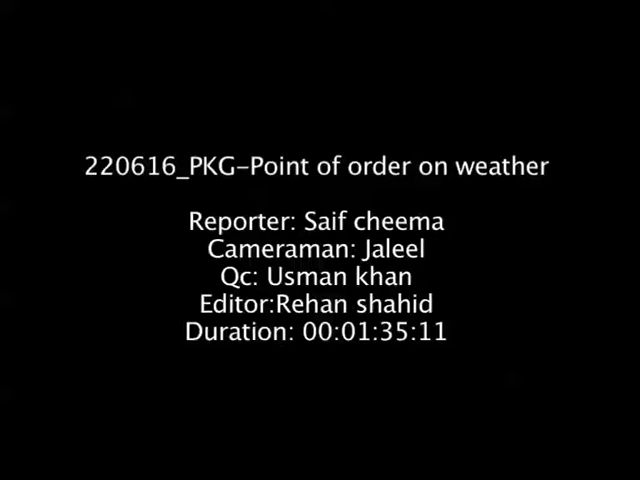 220616_PKG-Point of order on weather
Reporter: Saif cheema
Cameraman: Jaleel
Qc: Usman khan
Editor:Rehan shahid
Duration: 00:01:35:11